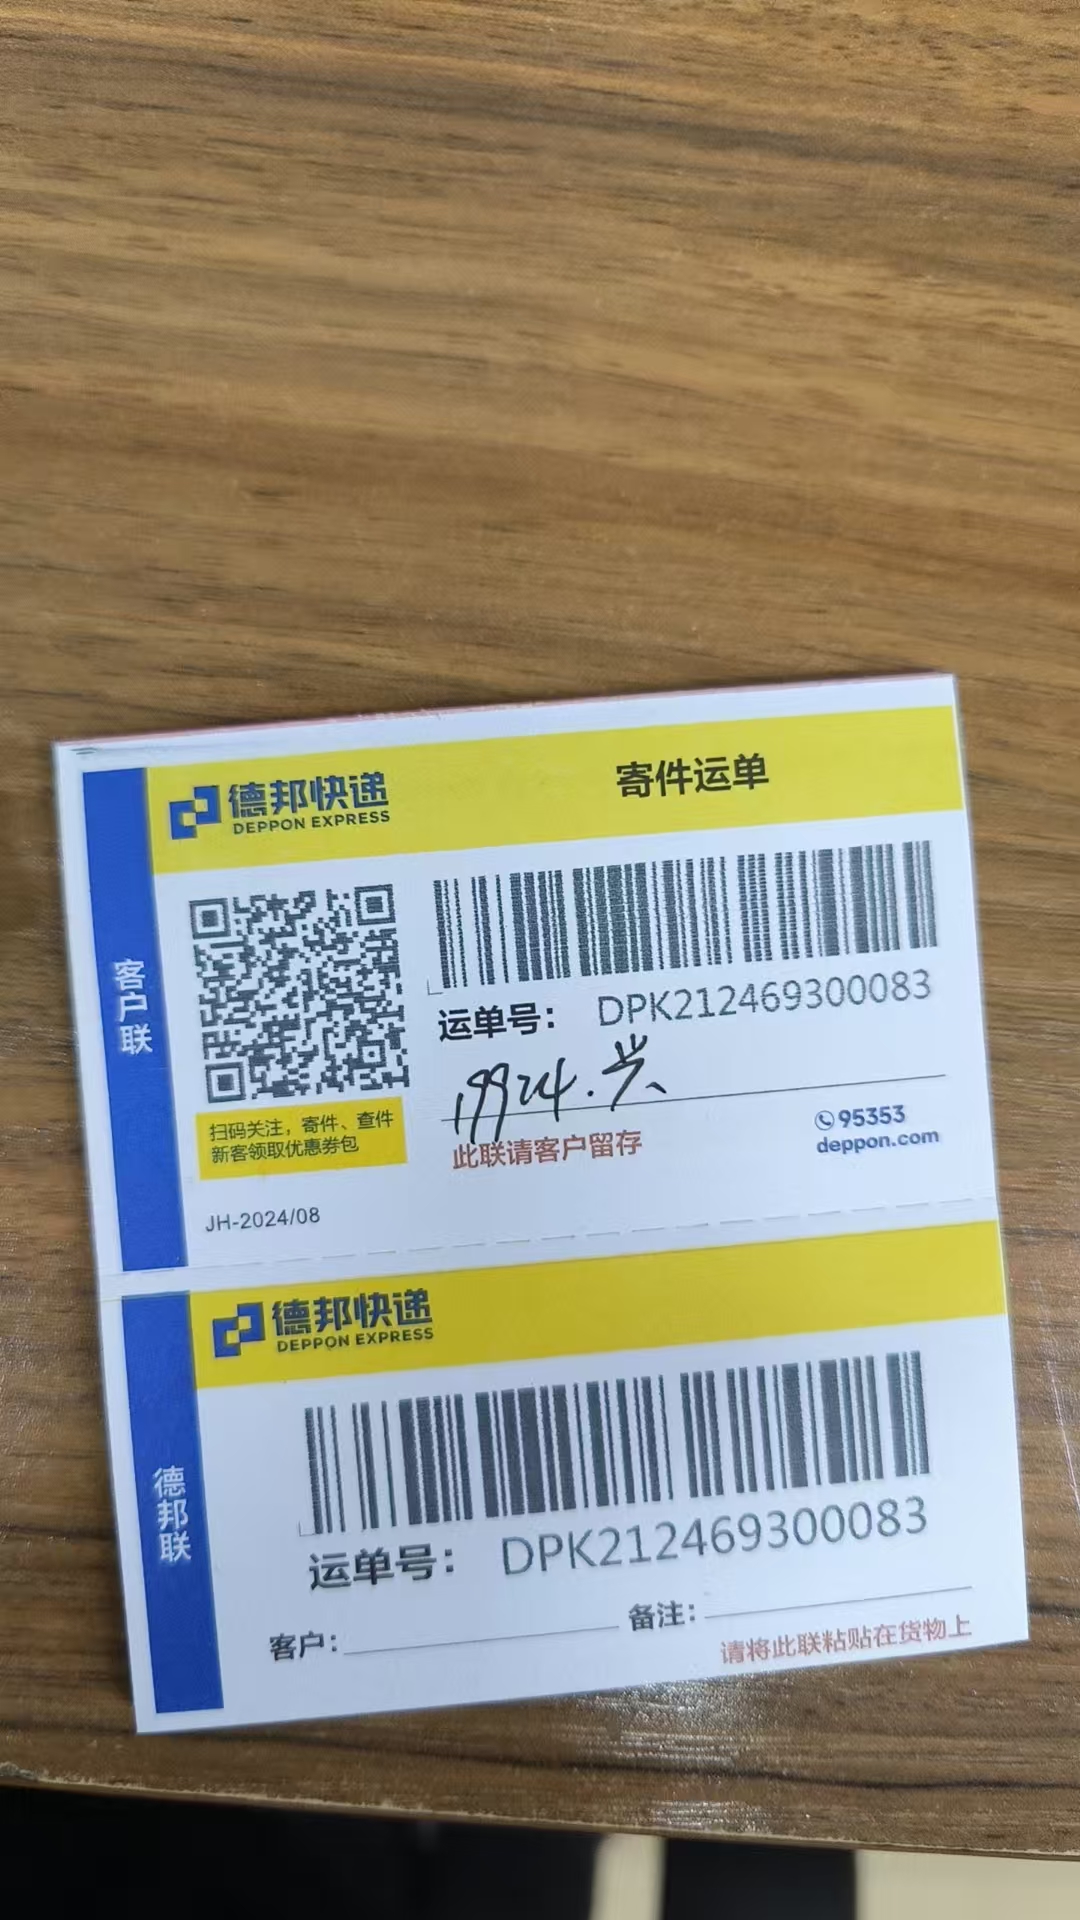 德邦快递
DEPPON EXPRESS
寄件运单
客户联
运单号： DPK212469300083
9924.兴
此联请客户留存
95353
deppon.com
扫码关注，寄件、查件
新客领取优惠券包
JH-2024/08
德邦快递
DEPPON EXPRESS
德邦联
运单号： DPK212469300083
客户：
备注：
请将此联粘贴在货物上